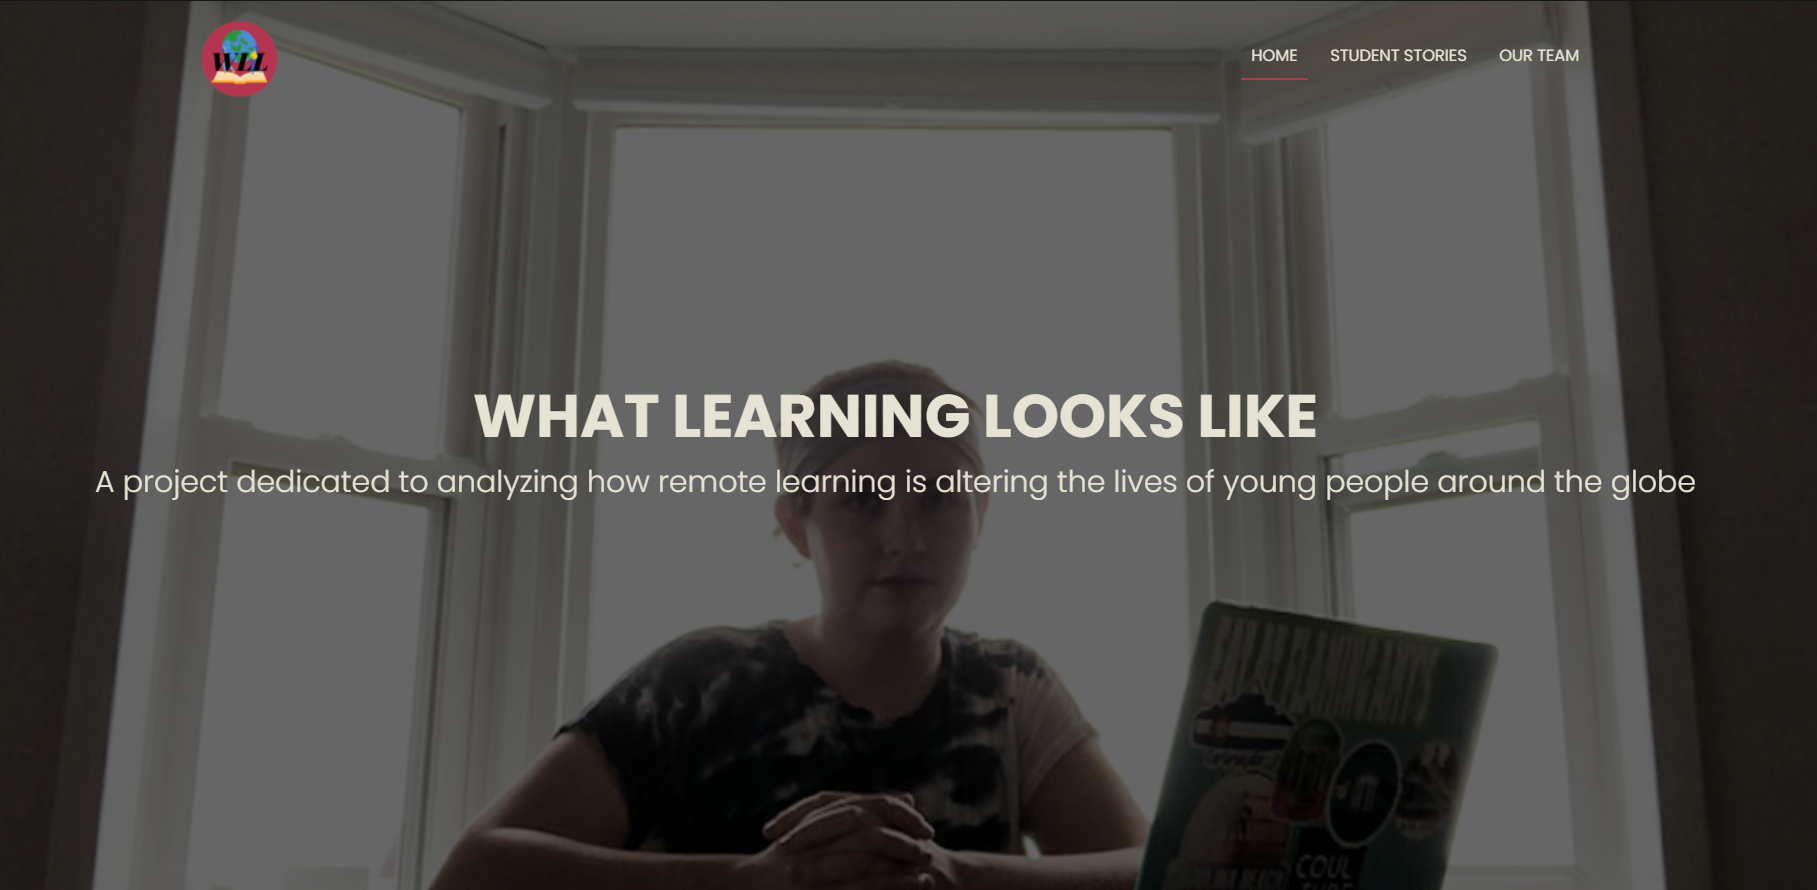 WLL
HOME STUDENT STORIES OUR TEAM
WHAT LEARNING LOOKS LIKE
A project dedicated to analyzing how remote learning is altering the lives of young people around the globe
COUL